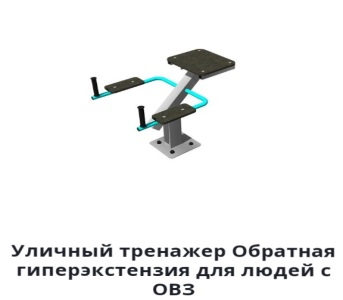 Уличный тренажер Обратная
гиперэкстензия для людей с
ОВЗ